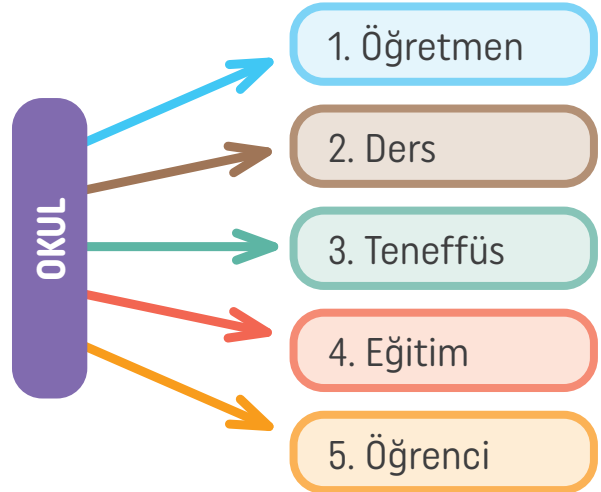 OKUL
1. Öğretmen
2. Ders
3. Teneffüs
4. Eğitim
5. Öğrenci